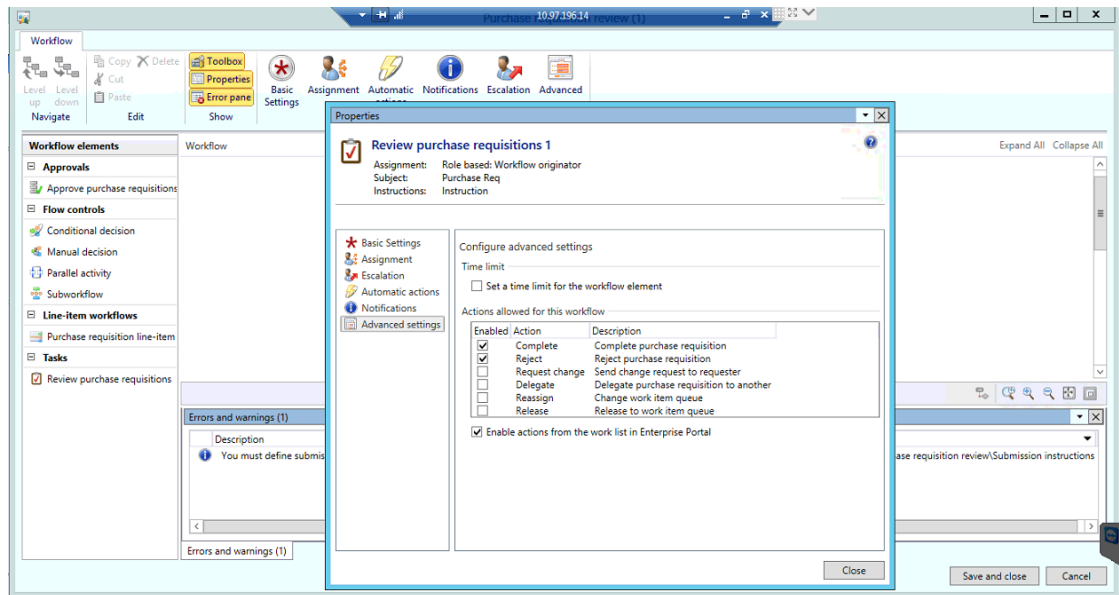 Purchase requisition review (1)
10.97.196.14
Workflow
Level up
Level down
Navigate
Copy
Delete
Cut
Paste
Edit
Toolbox
Properties
Error pane
Show
Basic Settings
Assignment
Automatic actions
Notifications
Escalation
Advanced
Workflow elements
Approvals
Approve purchase requisitions
Flow controls
Conditional decision
Manual decision
Parallel activity
Subworkflow
Line-item workflows
Purchase requisition line-item
Tasks
Review purchase requisitions
Workflow
Expand All Collapse All
Properties
Review purchase requisitions 1
Assignment: Role based: Workflow originator
Subject: Purchase Req
Instructions: Instruction
Basic Settings
Assignment
Escalation
Automatic actions
Notifications
Advanced settings
Configure advanced settings
Time limit
Set a time limit for the workflow element
Actions allowed for this workflow
Enabled Action Description
Complete Complete purchase requisition
Reject Reject purchase requisition
Request change Send change request to requester
Delegate Delegate purchase requisition to another
Reassign Change work item queue
Release Release to work item queue
Enable actions from the work list in Enterprise Portal
Close
Errors and warnings (1)
Description
You must define submis
ase requisition review\Submission instructions
Errors and warnings (1)
Save and close
Cancel